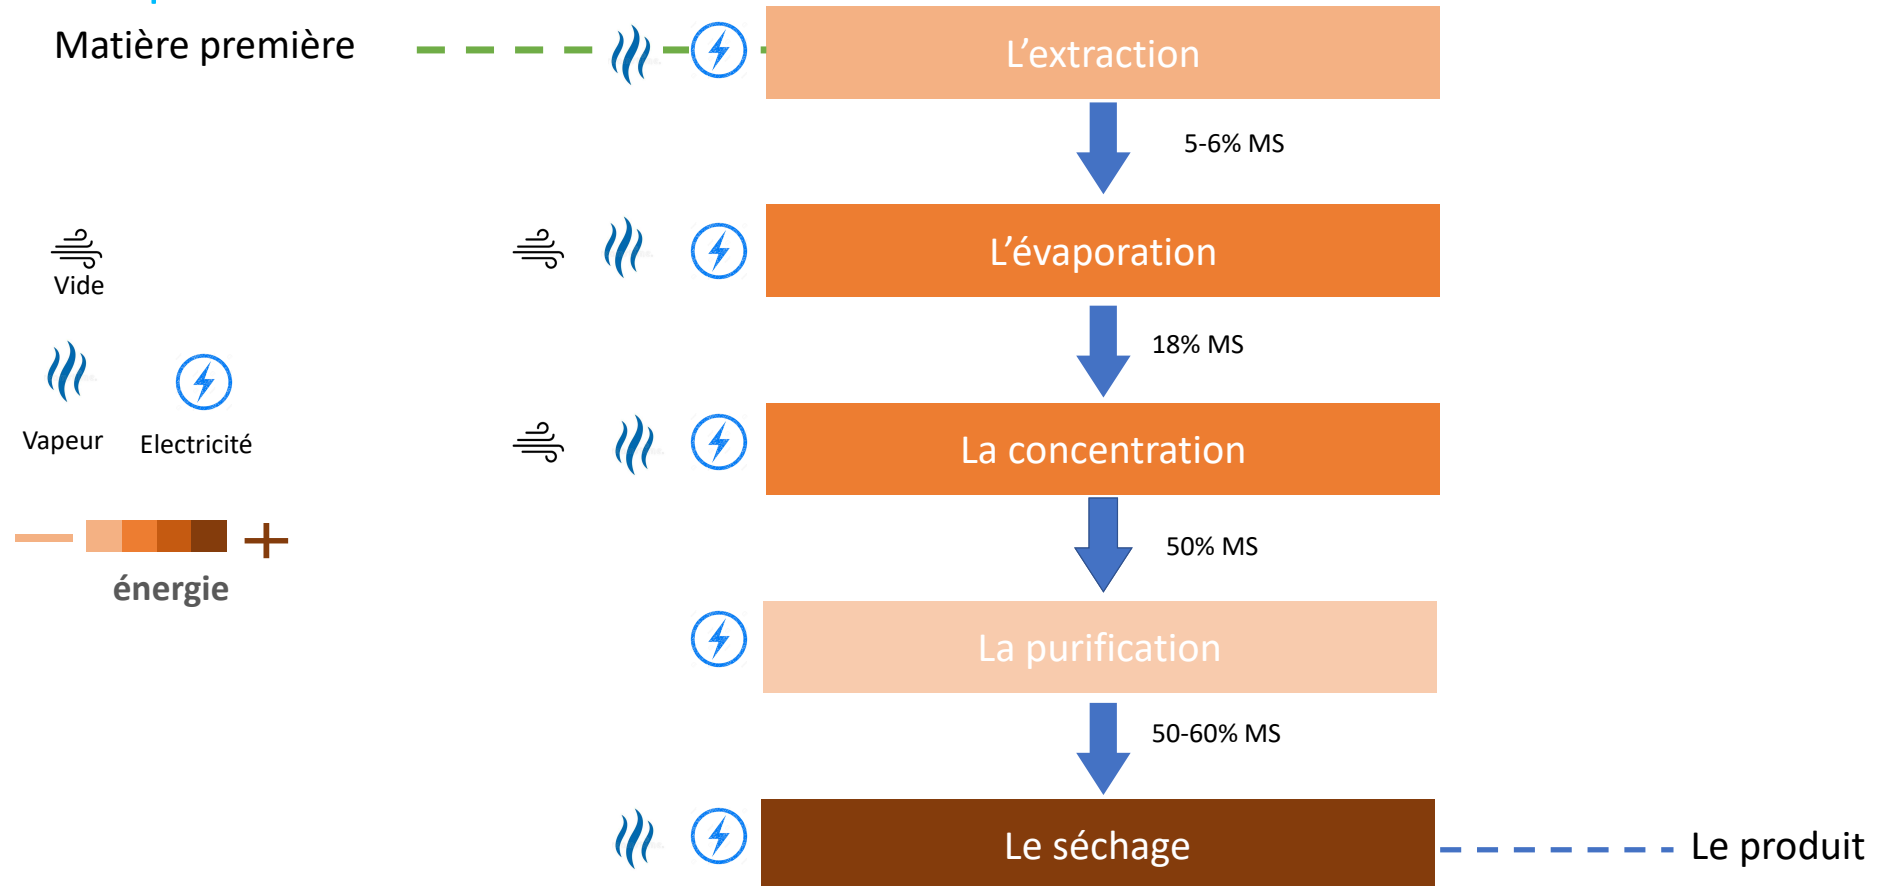 Matière première
L'extraction
5-6% MS
L'évaporation
Vide
18% MS
Vapeur
Electricité
La concentration
50% MS
énergie
La purification
50-60% MS
Le séchage
Le produit